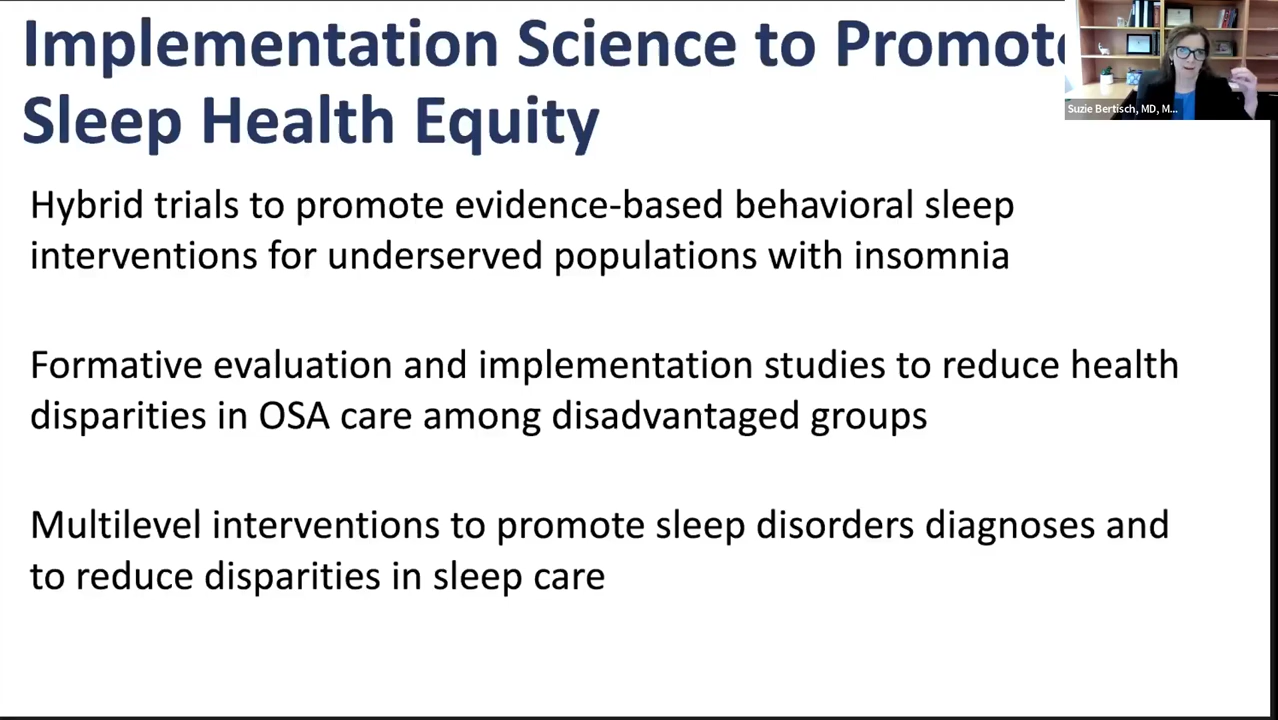 Implementation Science to Promote
Sleep Health Equity
Suzie Bertisch, MD, M...
Hybrid trials to promote evidence-based behavioral sleep
interventions for underserved populations with insomnia
Formative evaluation and implementation studies to reduce health
disparities in OSA care among disadvantaged groups
Multilevel interventions to promote sleep disorders diagnoses and
to reduce disparities in sleep care